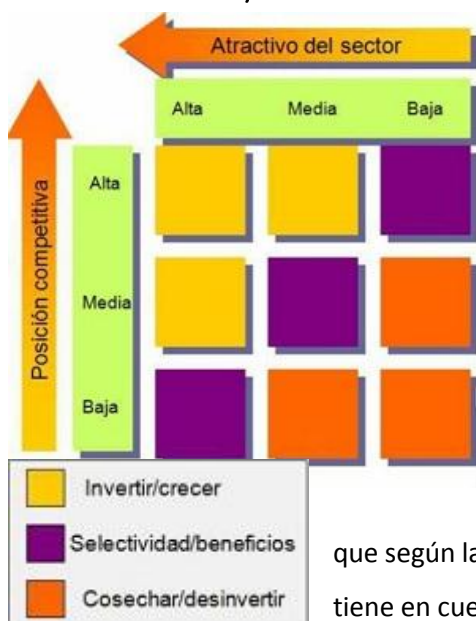 Atractivo del sector
Alta Media Baja
Posición competitiva
Alta
Media
Baja
Invertir/crecer
Selectividad/beneficios
Cosechar/desinvertir
que según la
tiene en cue